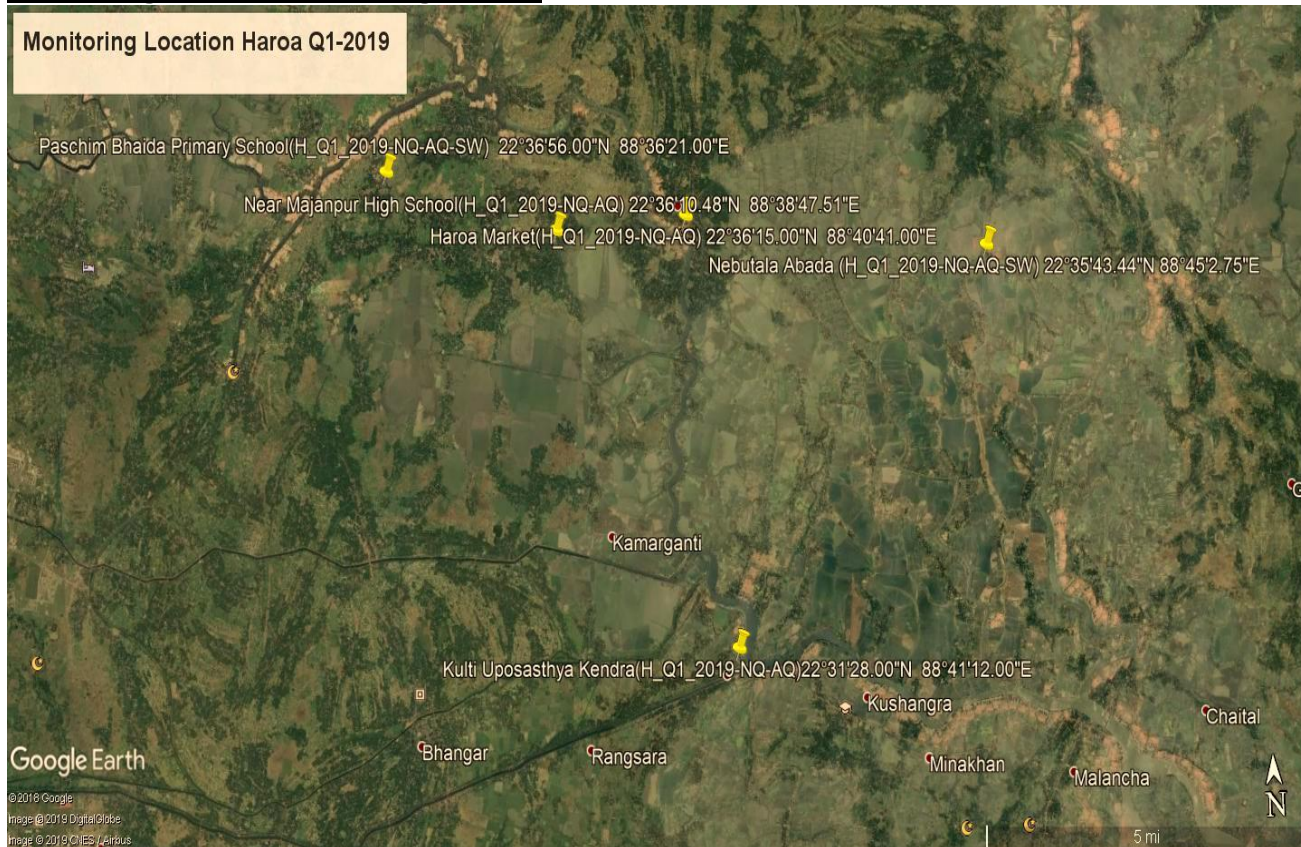 Monitoring Location Haroa Q1-2019
Paschim Bhaida Primary School(H_Q1_2019-NQ-AQ-SW) 22°36'56.00"N 88°36'21.00"E
Near Majanpur High School(H_Q1_2019-NQ-AQ) 22°36'10.48"N 88°38'47.51"E
Haroa Market(H_Q1_2019-NQ-AQ) 22°36'15.00"N 88°40'41.00"E
Nebutala Abada (H_Q1_2019-NQ-AQ-SW) 22°35'43.44"N 88°45'2.75"E
Kamarganti
Kulti Uposasthya Kendra(H_Q1_2019-NQ-AQ)22°31'28.00"N 88°41'12.00"E
Kushangra
Chaital
Bhangar
Rangsara
Minakhan
Malancha
Google Earth
© 2018 Google
Image © 2019 DigitalGlobe
Image © 2019 CNES / Airbus
N
5 mi